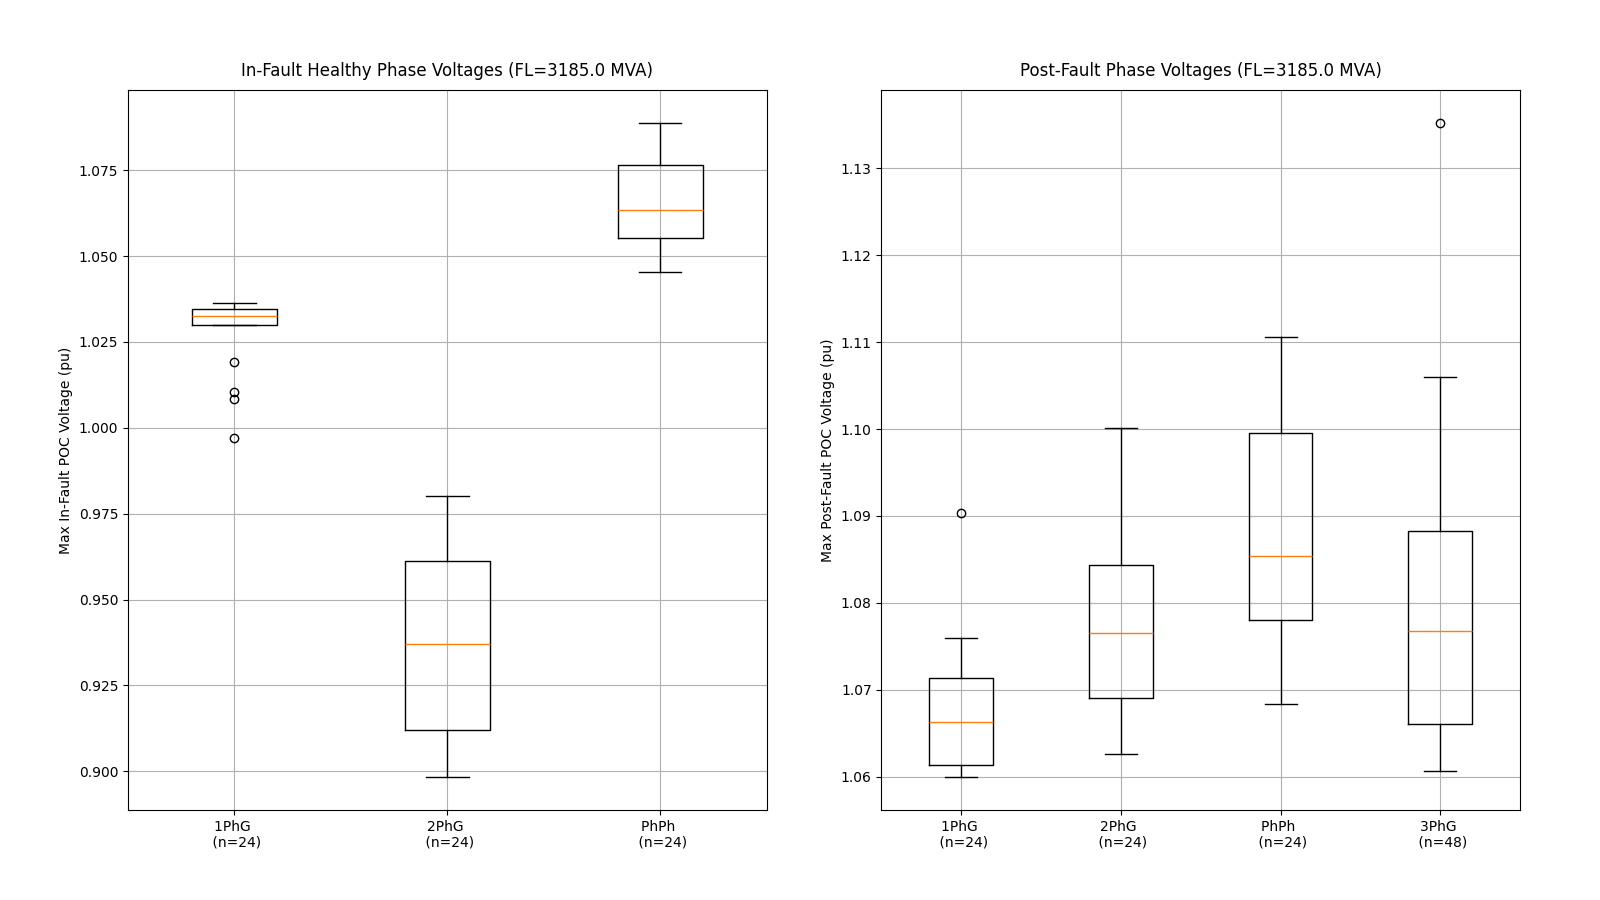 In-Fault Healthy Phase Voltages (FL=3185.0 MVA)
Max In-Fault POC Voltage (pu)
1.075
1.050
1.025
1.000
0.975
0.950
0.925
0.900
1PhG
(n=24)
2PhG
(n=24)
PhPh
(n=24)
Post-Fault Phase Voltages (FL=3185.0 MVA)
Max Post-Fault POC Voltage (pu)
1.13
1.12
1.11
1.10
1.09
1.08
1.07
1.06
1PhG
(n=24)
2PhG
(n=24)
PhPh
(n=24)
3PhG
(n=48)